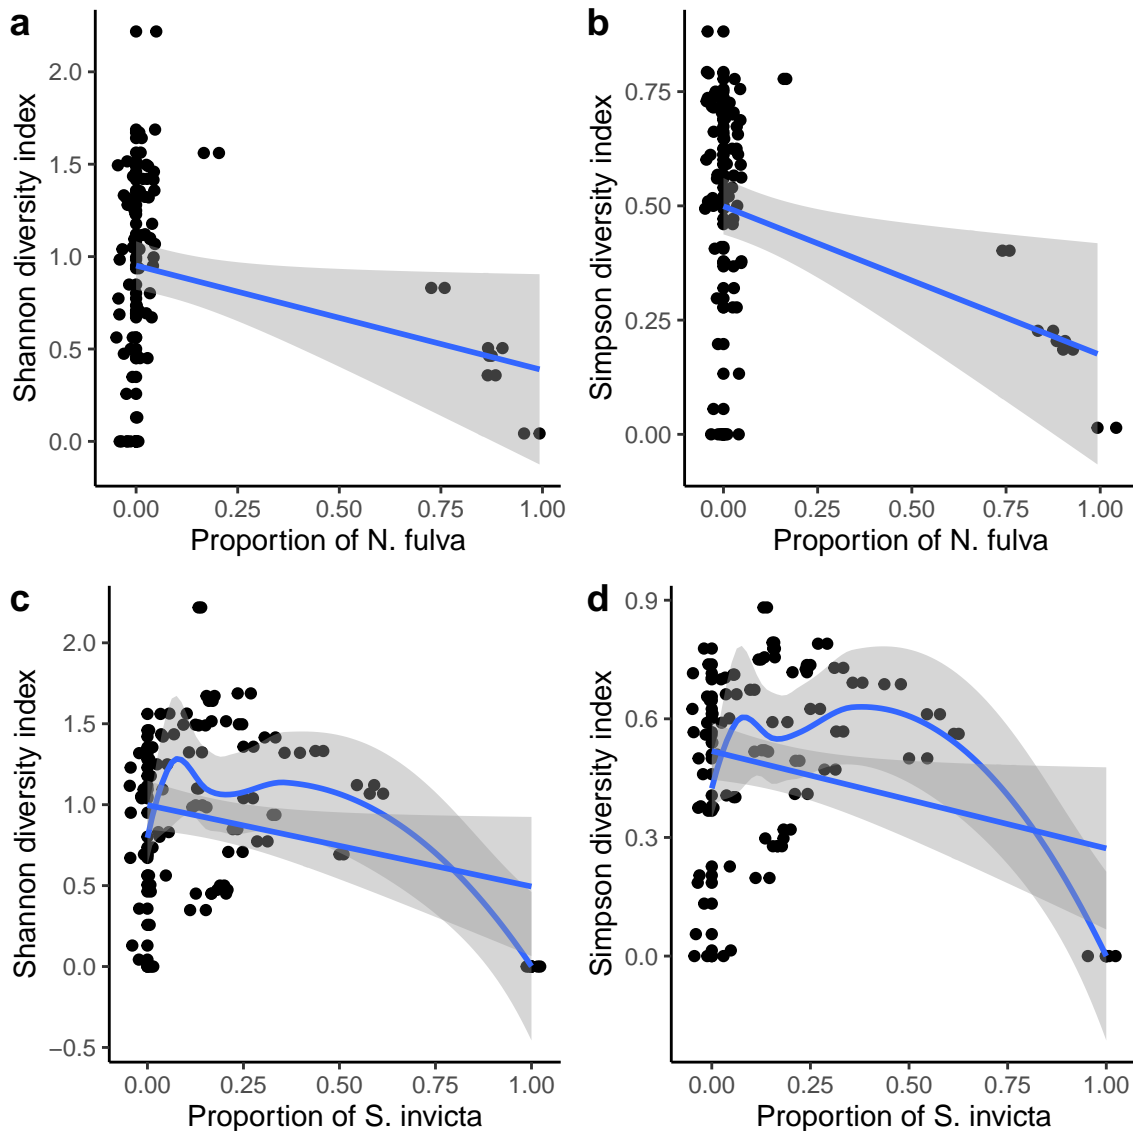 a
Shannon diversity index
2.0
1.5
1.0
0.5
0.0
0.00 0.25 0.50 0.75 1.00
Proportion of N. fulva
b
Simpson diversity index
0.75
0.50
0.25
0.00
0.00 0.25 0.50 0.75 1.00
Proportion of N. fulva
c
Shannon diversity index
2.0
1.5
1.0
0.5
0.0
−0.5
0.00 0.25 0.50 0.75 1.00
Proportion of S. invicta
d
Simpson diversity index
0.9
0.6
0.3
0.0
0.00 0.25 0.50 0.75 1.00
Proportion of S. invicta